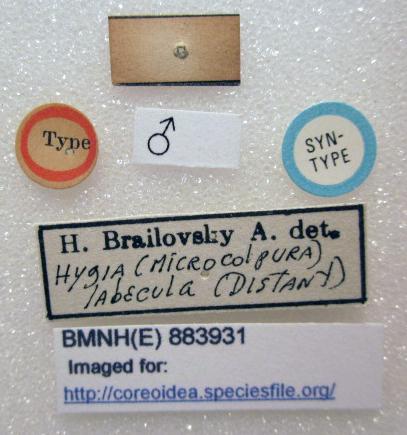 Type
♂
SYN-
TYPE
H. Brailovsky A. det.
HYGIA (MICROCOLPURA)
LABECULA (DISTANT)
BMNH(E) 883931
Imaged for:
http://coreoidea.speciesfile.org/